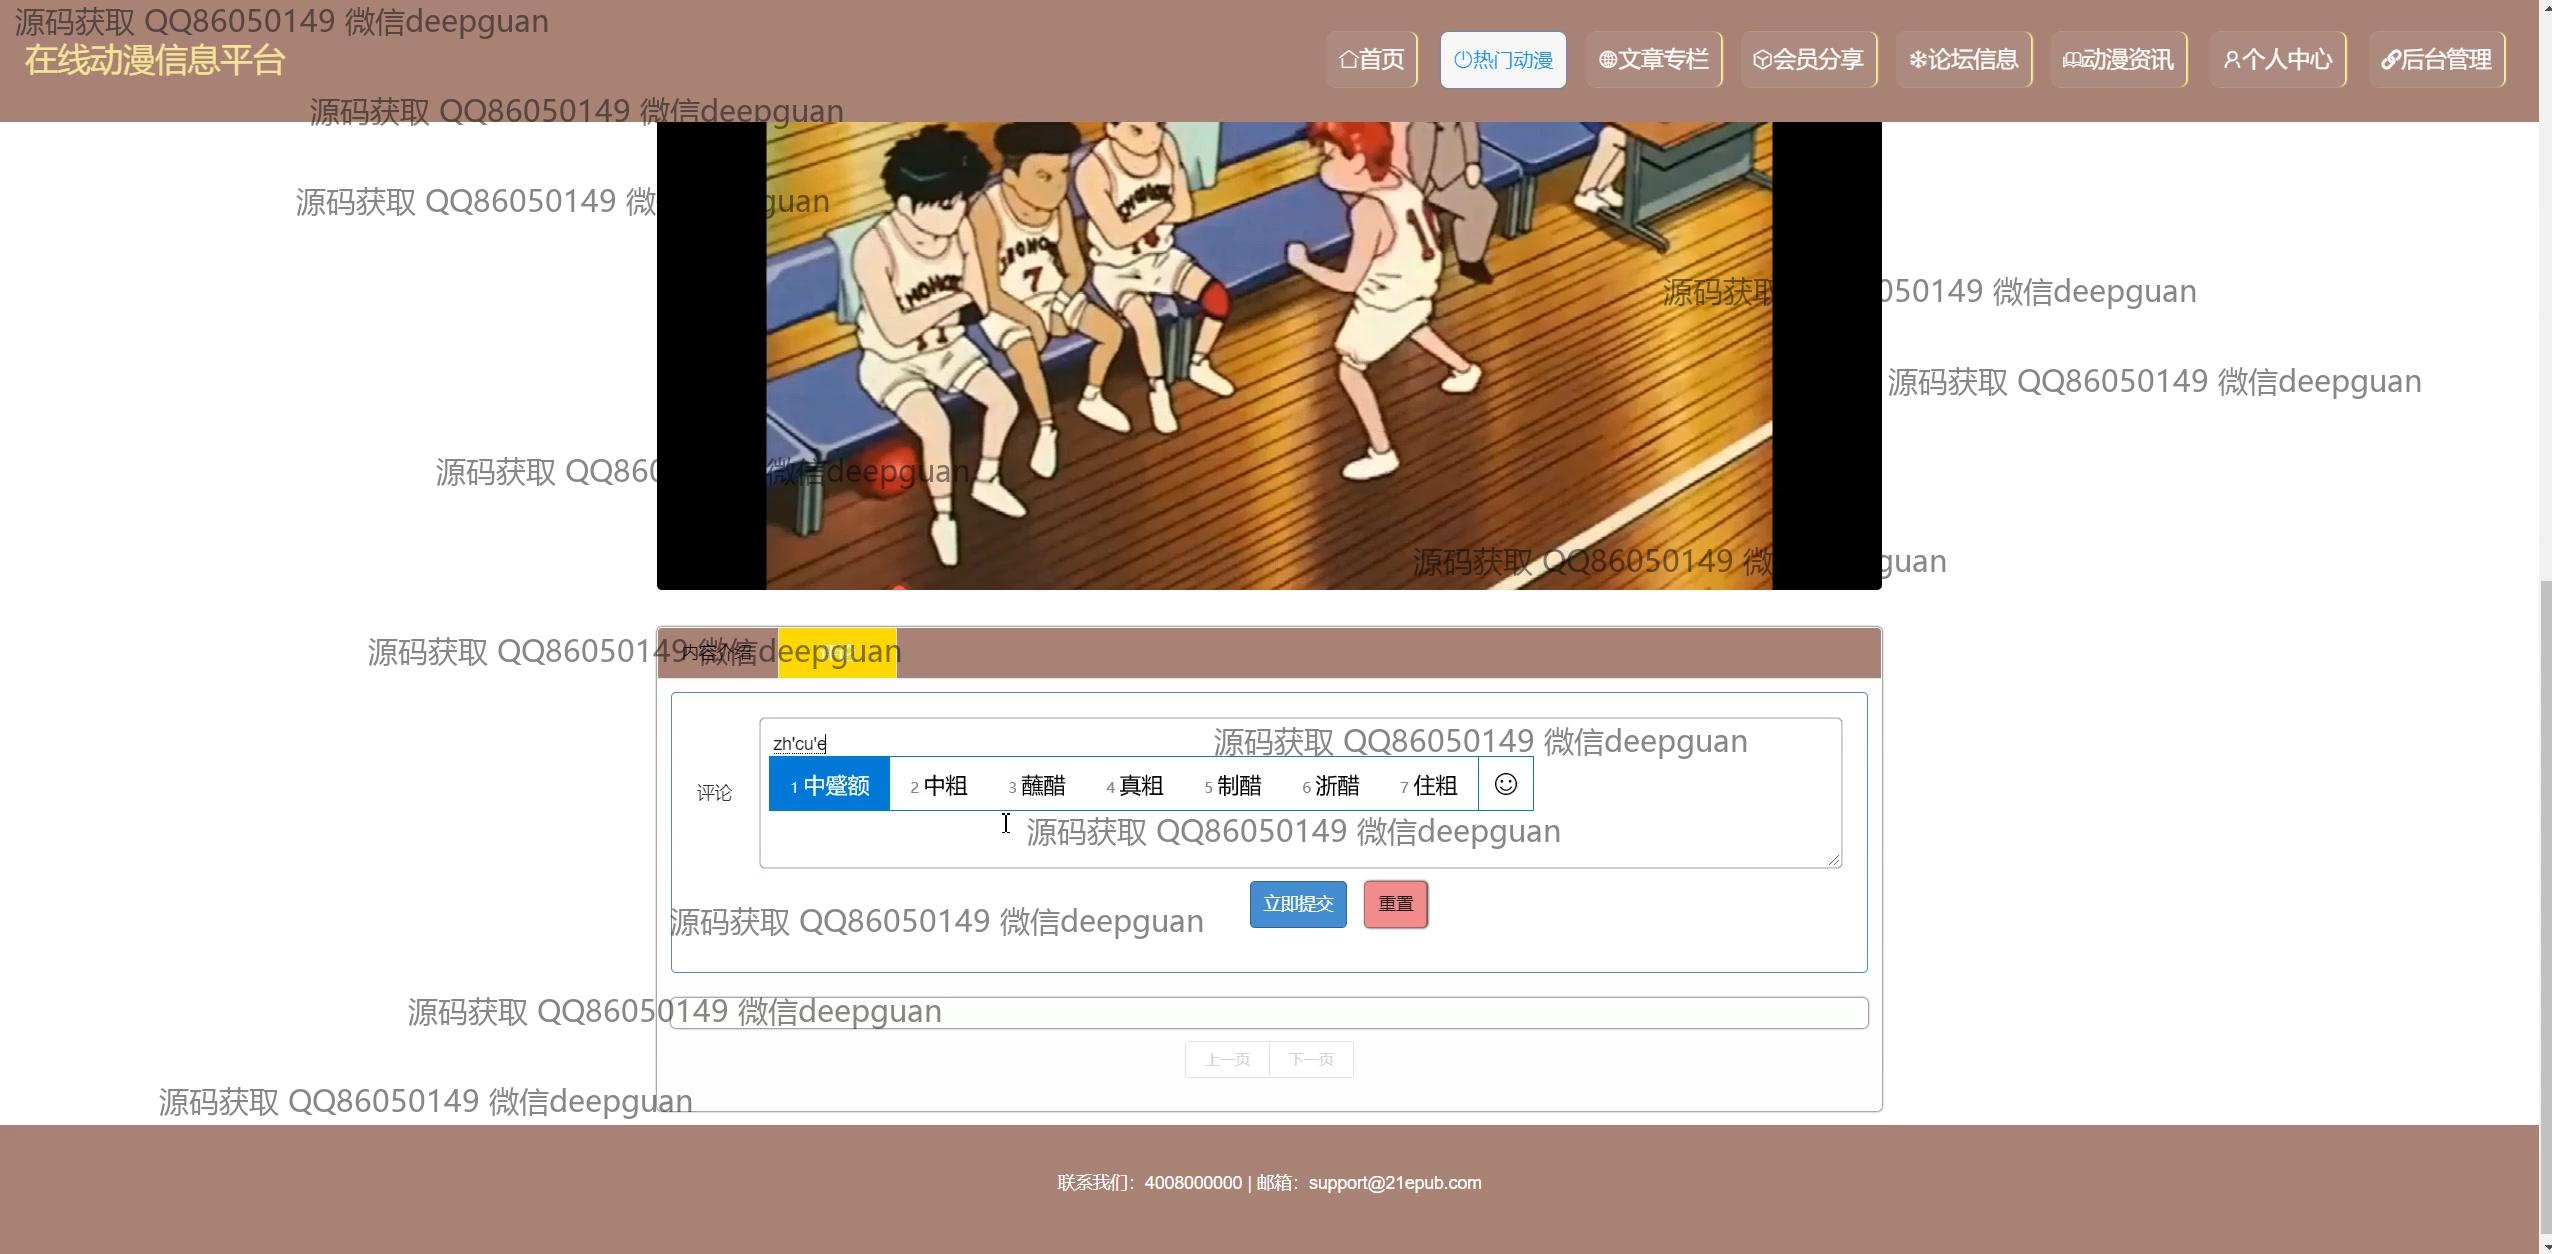 源码获取 QQ86050149 微信deepguan
在线动漫信息平台
首页
热门动漫
文章专栏
会员分享
论坛信息
动漫资讯
个人中心
后台管理
源码获取 QQ86050149 微信deepguan
源码获取 QQ86050149 微 guan
7
源码获取 050149 微信deepguan
源码获取 QQ86050149 微信deepguan
源码获取 QQ860 微信deepguan
源码获取 QQ86050149 微 guan
源码获取 QQ86050149 微信deepguan
内容介绍
评论
zh'cu'e
源码获取 QQ86050149 微信deepguan
评论
1 中蹙额 2 中粗 3 蘸醋 4 真粗 5 制醋 6 浙醋 7 住粗
源码获取 QQ86050149 微信deepguan
立即提交
重置
源码获取 QQ86050149 微信deepguan
源码获取 QQ86050149 微信deepguan
上一页
下一页
源码获取 QQ86050149 微信deepguan
联系我们：4008000000 | 邮箱：support@21epub.com